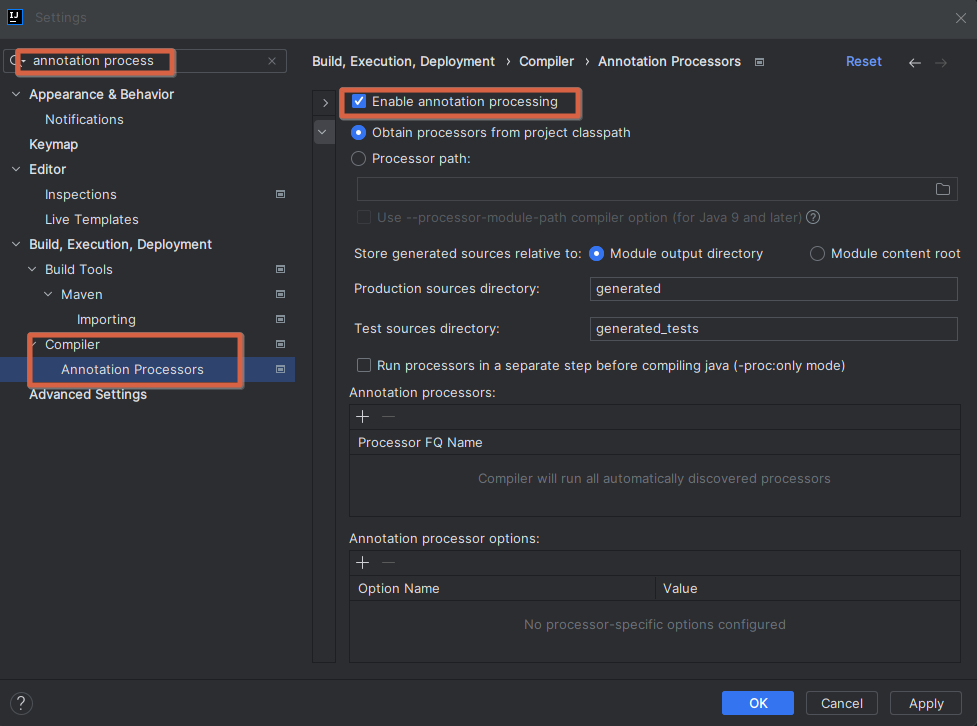 IJ Settings
annotation process
Build, Execution, Deployment › Compiler › Annotation Processors
Reset
Appearance & Behavior
Notifications
Keymap
Editor
Inspections
Live Templates
Build, Execution, Deployment
Build Tools
Maven
Importing
Compiler
Annotation Processors
Advanced Settings
Enable annotation processing
Obtain processors from project classpath
Processor path:
Use --processor-module-path compiler option (for Java 9 and later) ?
Store generated sources relative to: Module output directory Module content root
Production sources directory: generated
Test sources directory: generated_tests
Run processors in a separate step before compiling java (-proc:only mode)
Annotation processors:
Processor FQ Name
Compiler will run all automatically discovered processors
Annotation processor options:
Option Name Value
No processor-specific options configured
? OK Cancel Apply